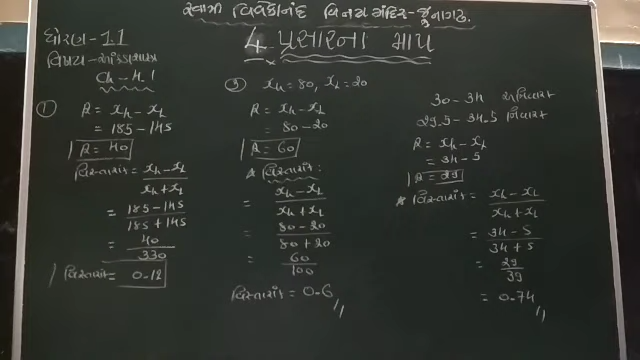 સ્વામી વિવેકાનંદ વિનય મંદિર - જુનાગઢ
4. પ્રસારના માપ
ધોરણ - 11
વિષય - આંકડાશાસ્ત્ર
Ch - 4.1
①
R = xH - xL
= 185 - 145
R = 40
વિસ્તારાંક = xH - xL / xH + xL
= 185 - 145 / 185 + 145
= 40 / 330
વિસ્તારાંક = 0.12
③ xH = 80, xL = 20
R = xH - xL
= 80 - 20
R = 60
* વિસ્તારાંક:
= xH - xL / xH + xL
= 80 - 20 / 80 + 20
= 60 / 100
વિસ્તારાંક = 0.6 //
30 - 34
29.5 - 34.5 નિવારક
R = xH - xL
= 34 - 5
R = 29
* વિસ્તારાંક = xH - xL / xH + xL
= 34 - 5 / 34 + 5
= 29 / 39
= 0.74 //